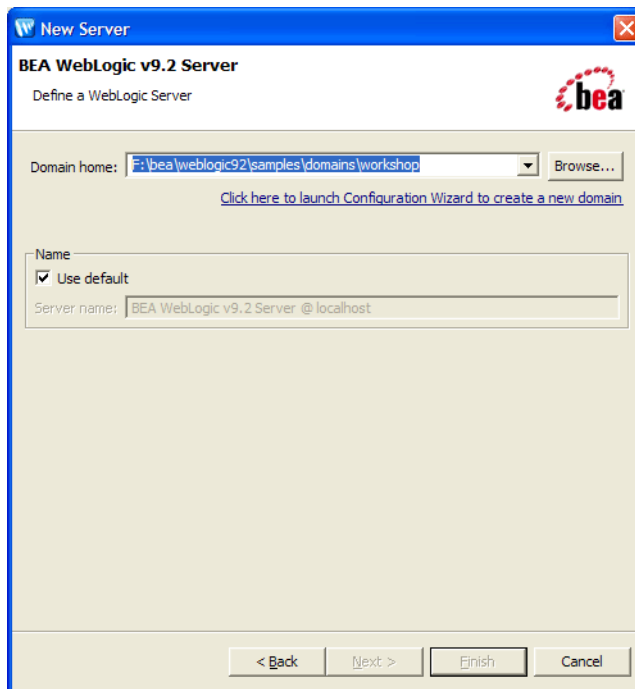 New Server
BEA WebLogic v9.2 Server
Define a WebLogic Server
bea
Domain home: F:\bea\weblogic92\samples\domains\workshop Browse...
Click here to launch Configuration Wizard to create a new domain
Name
Use default
Server name: BEA WebLogic v9.2 Server @ localhost
< Back Next > Finish Cancel